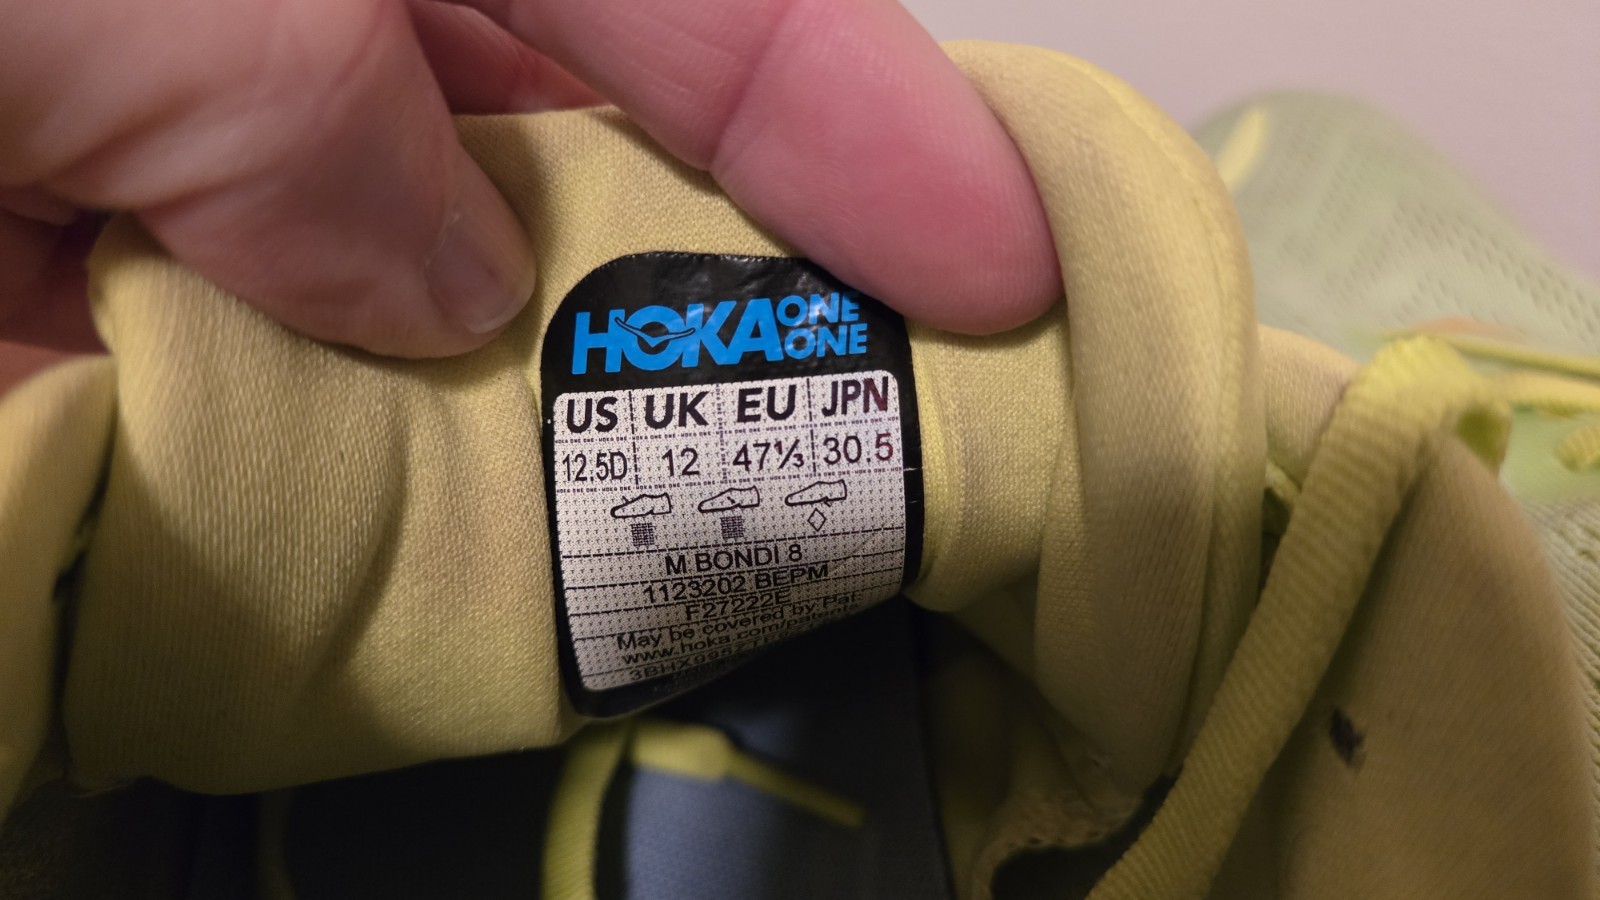 HOKA ONE ONE
US UK EU JPN
12.5D 12 47⅓ 30.5
M BONDI 8
1123202 BEPM
F27222E
May be covered by Pat.
www.hoka.com/patents